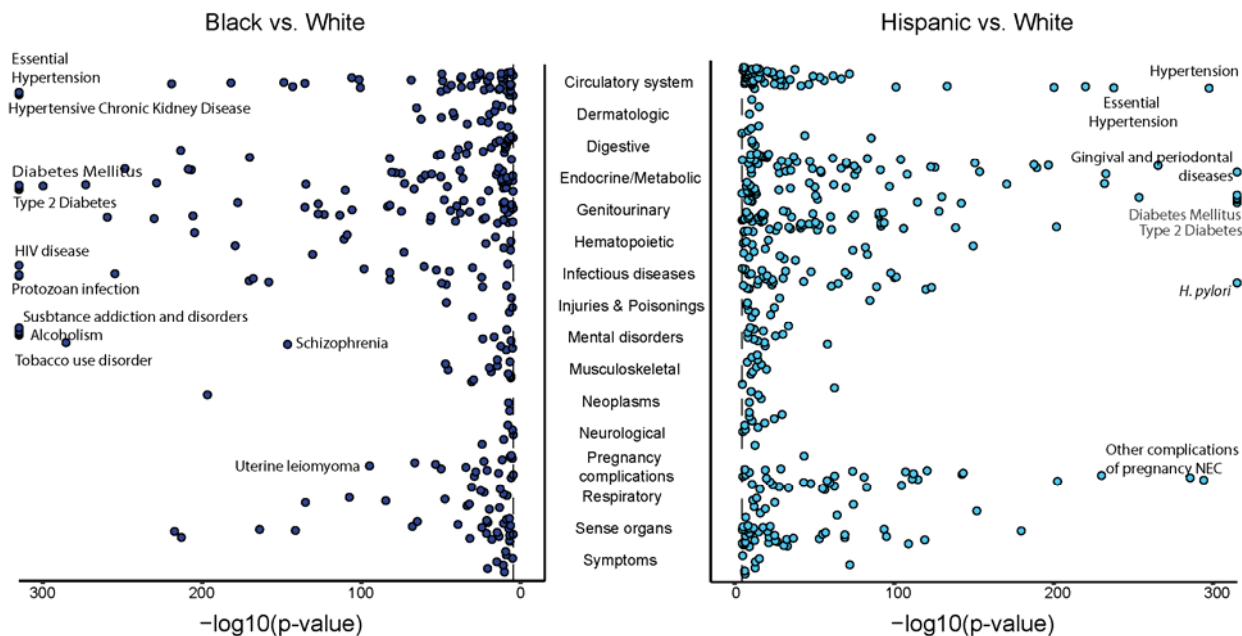 Black vs. White
Hispanic vs. White
Essential
Hypertension
Hypertensive Chronic Kidney Disease
Diabetes Mellitus
Type 2 Diabetes
HIV disease
Protozoan infection
Susbtance addiction and disorders
Alcoholism
Schizophrenia
Tobacco use disorder
Uterine leiomyoma
Circulatory system
Dermatologic
Digestive
Endocrine/Metabolic
Genitourinary
Hematopoietic
Infectious diseases
Injuries & Poisonings
Mental disorders
Musculoskeletal
Neoplasms
Neurological
Pregnancy
complications
Respiratory
Sense organs
Symptoms
Hypertension
Essential
Hypertension
Gingival and periodontal
diseases
Diabetes Mellitus
Type 2 Diabetes
H. pylori
Other complications
of pregnancy NEC
300 200 100 0
0 100 200 300
−log10(p-value)
−log10(p-value)